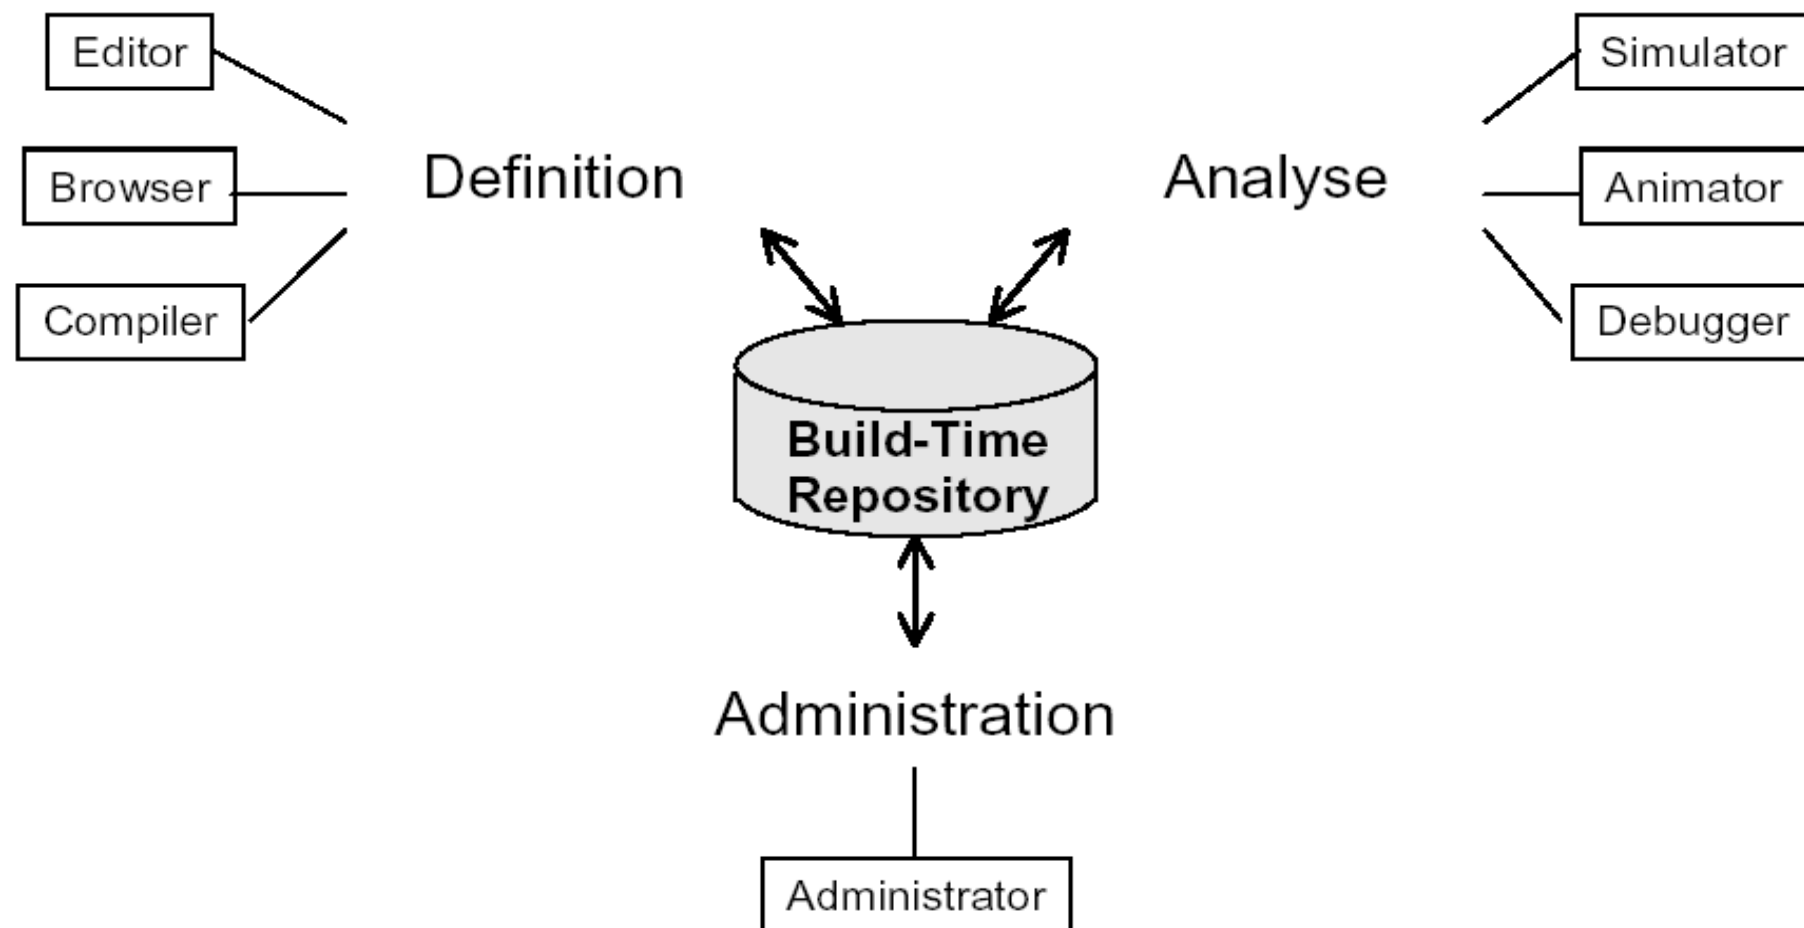 Editor
Simulator
Definition
Analyse
Browser
Animator
Compiler
Debugger
Build-Time
Repository
Administration
Administrator